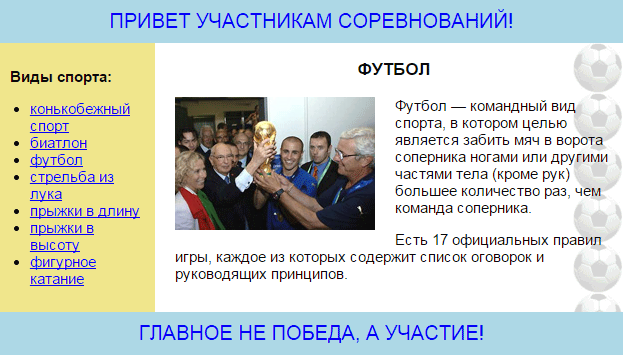 ПРИВЕТ УЧАСТНИКАМ СОРЕВНОВАНИЙ!
Виды спорта:
конькобежный
спорт
биатлон
футбол
стрельба из
лука
прыжки в длину
прыжки в
высоту
фигурное
катание
ФУТБОЛ
Футбол — командный вид
спорта, в котором целью
является забить мяч в ворота
соперника ногами или другими
частями тела (кроме рук)
большее количество раз, чем
команда соперника.
Есть 17 официальных правил
игры, каждое из которых содержит список оговорок и
руководящих принципов.
ГЛАВНОЕ НЕ ПОБЕДА, А УЧАСТИЕ!